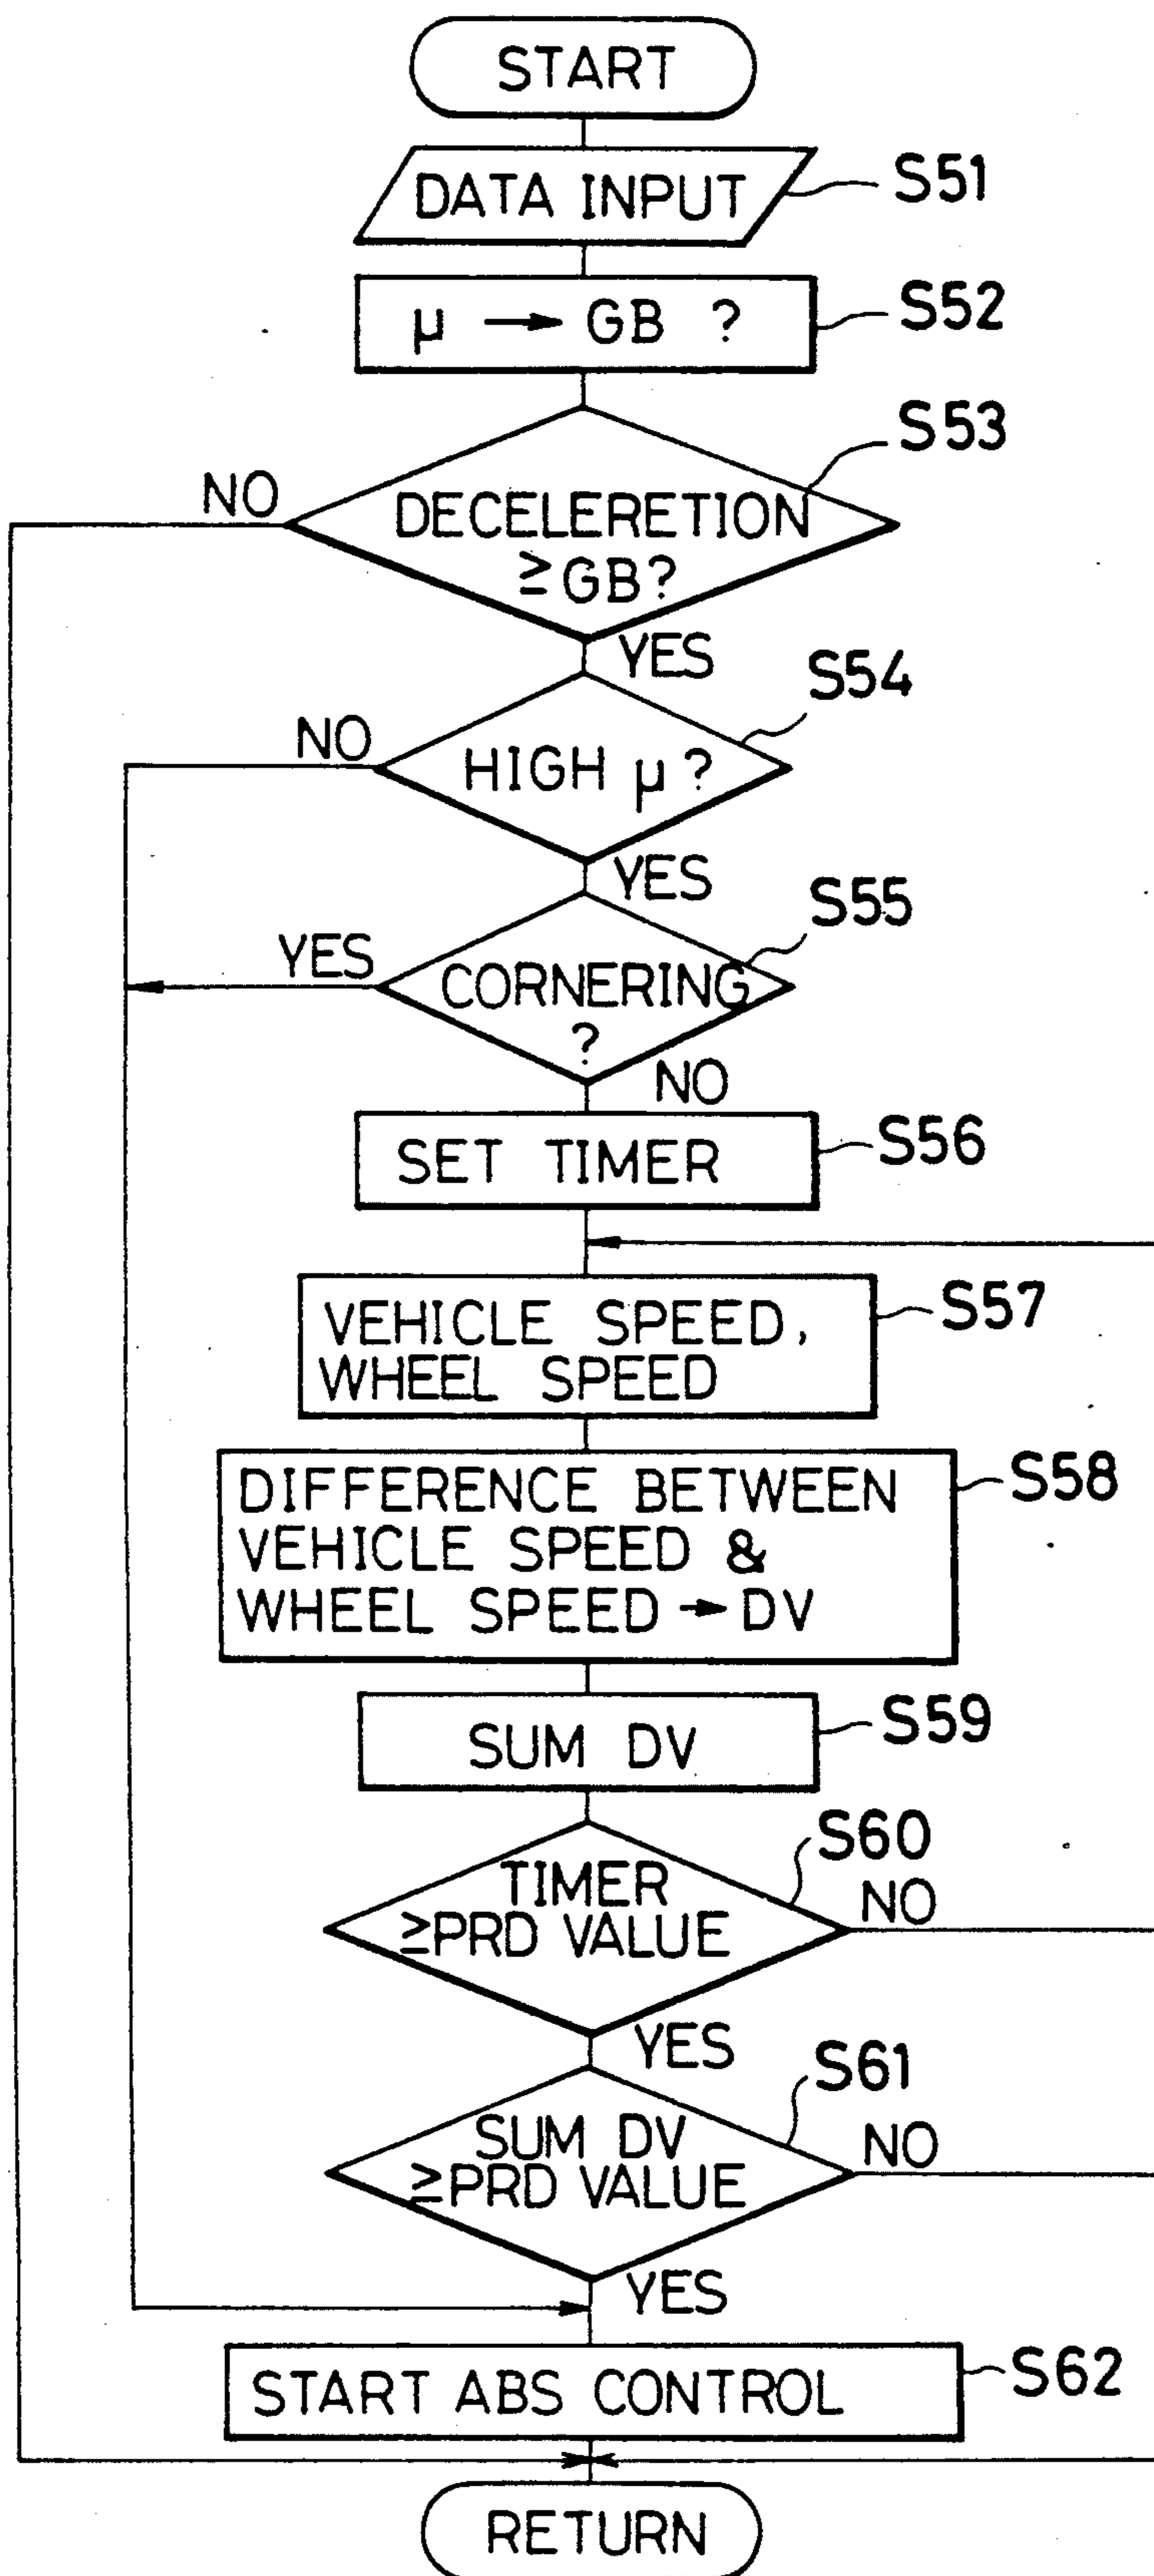 START
DATA INPUT
S51
μ → GB ?
S52
S53
NO
DECELERETION
≥GB?
YES
S54
NO
HIGH μ ?
YES
S55
YES
CORNERING
?
NO
SET TIMER
S56
VEHICLE SPEED,
WHEEL SPEED
S57
DIFFERENCE BETWEEN
VEHICLE SPEED &
WHEEL SPEED → DV
S58
SUM DV
S59
S60
TIMER
≥PRD VALUE
NO
YES
S61
SUM DV
≥PRD VALUE
NO
YES
START ABS CONTROL
S62
RETURN